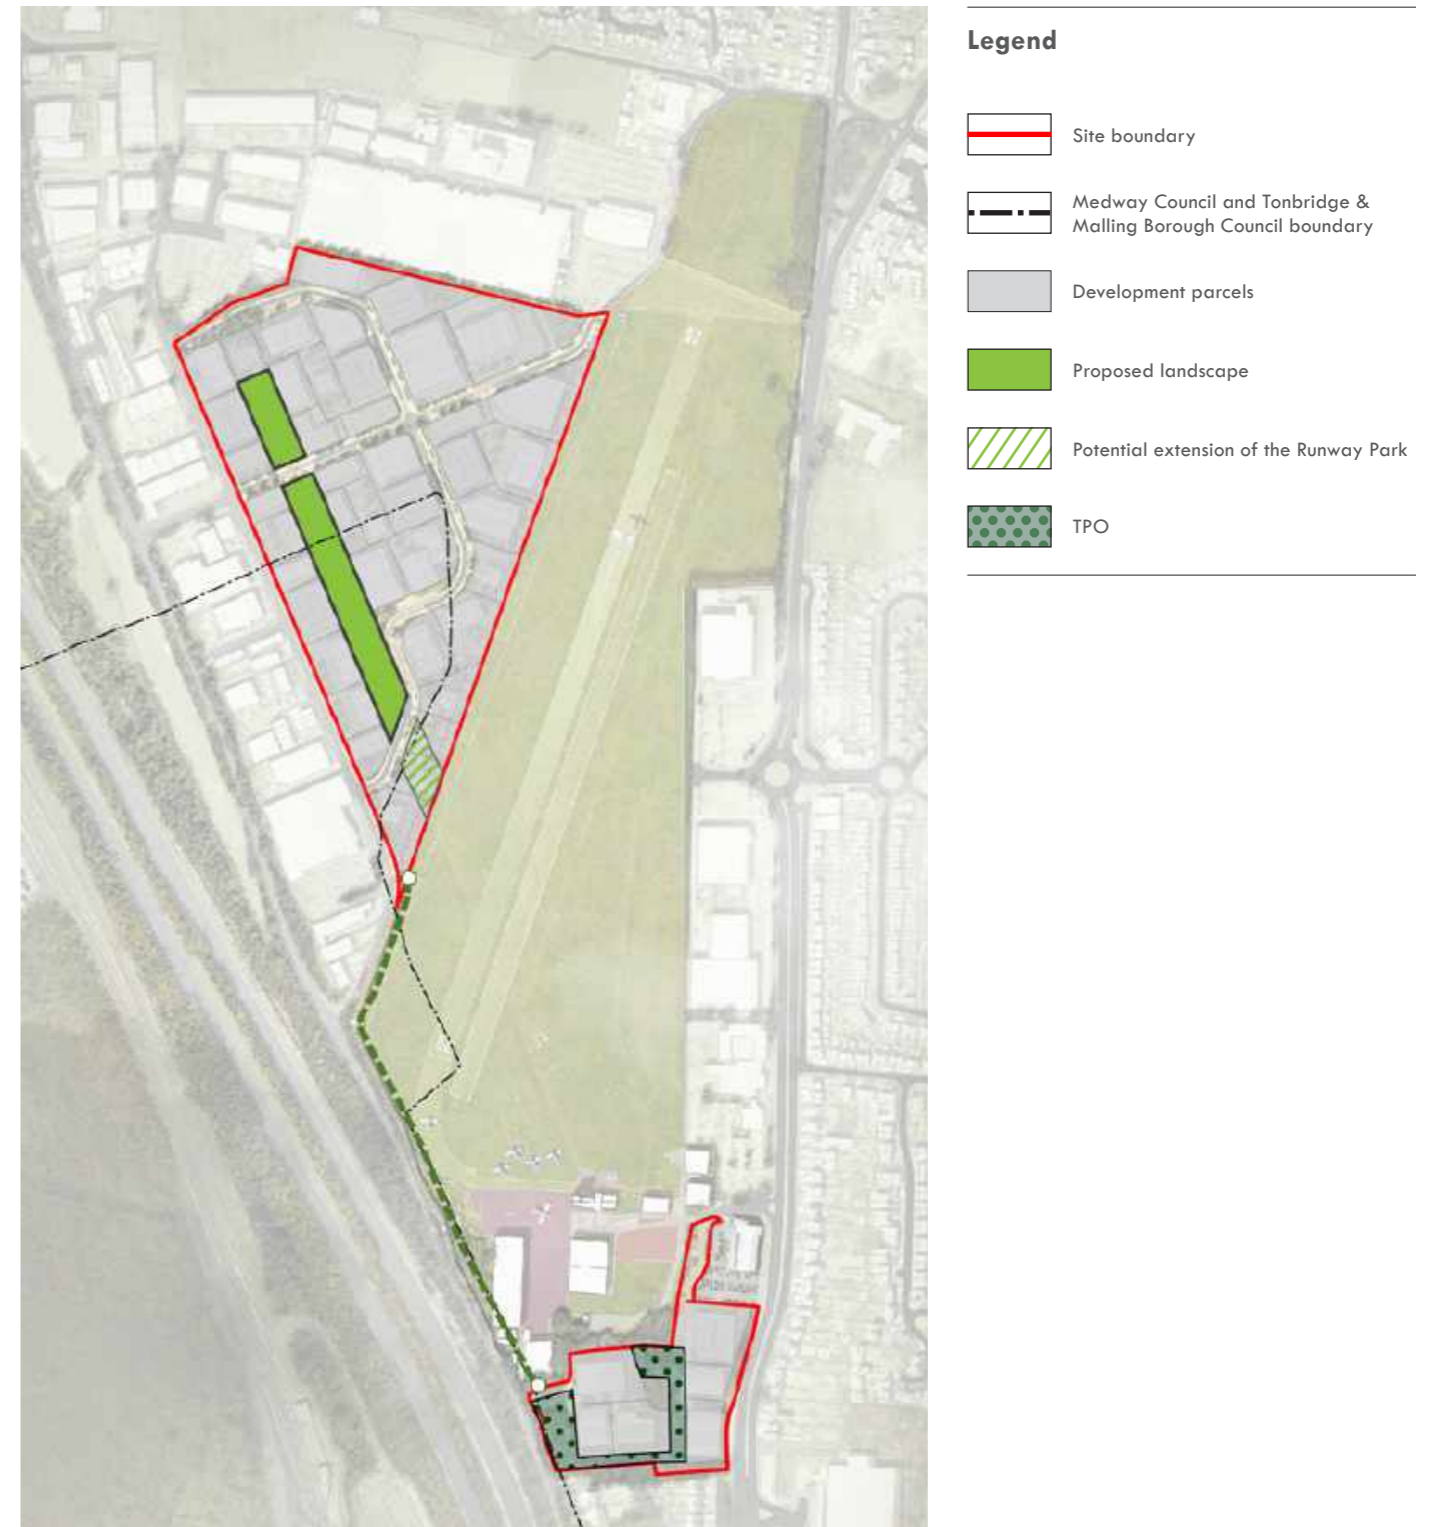 Legend
Site boundary
Medway Council and Tonbridge &
Malling Borough Council boundary
Development parcels
Proposed landscape
Potential extension of the Runway Park
TPO